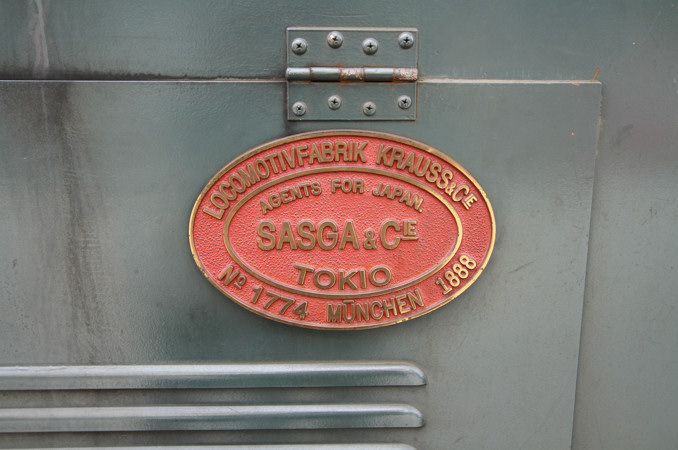 LOCOMOTIVFABRIK KRAUSS & CIE
AGENTS FOR JAPAN.
SASGA & CIE
TOKIO
No 1774 MÜNCHEN 1888